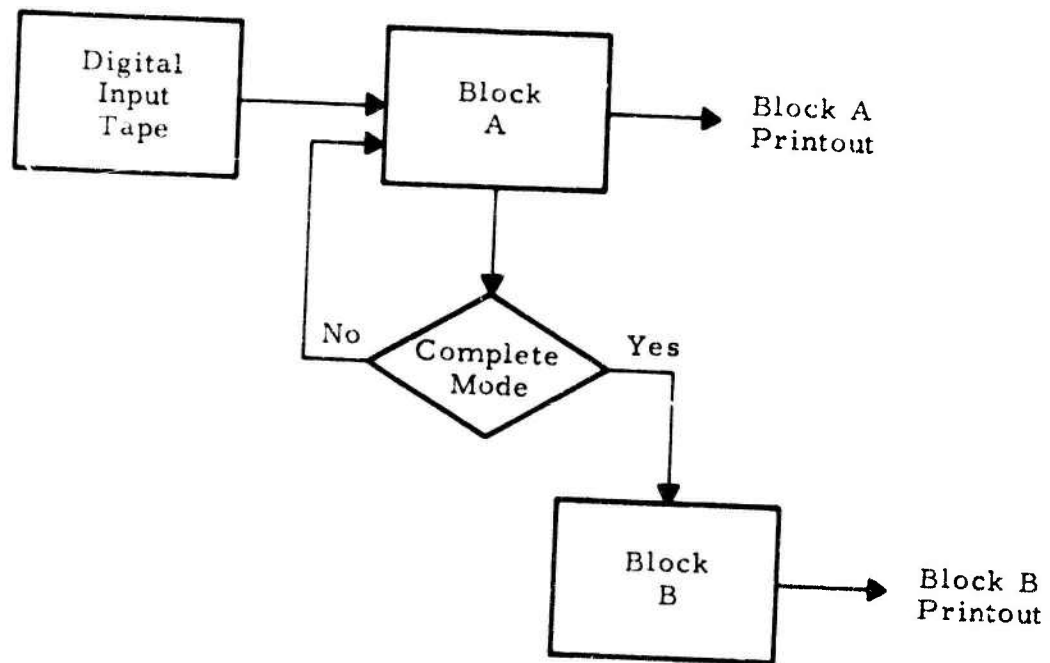 Digital
Input
Tape
Block
A
Block A
Printout
No
Complete
Mode
Yes
Block
B
Block B
Printout